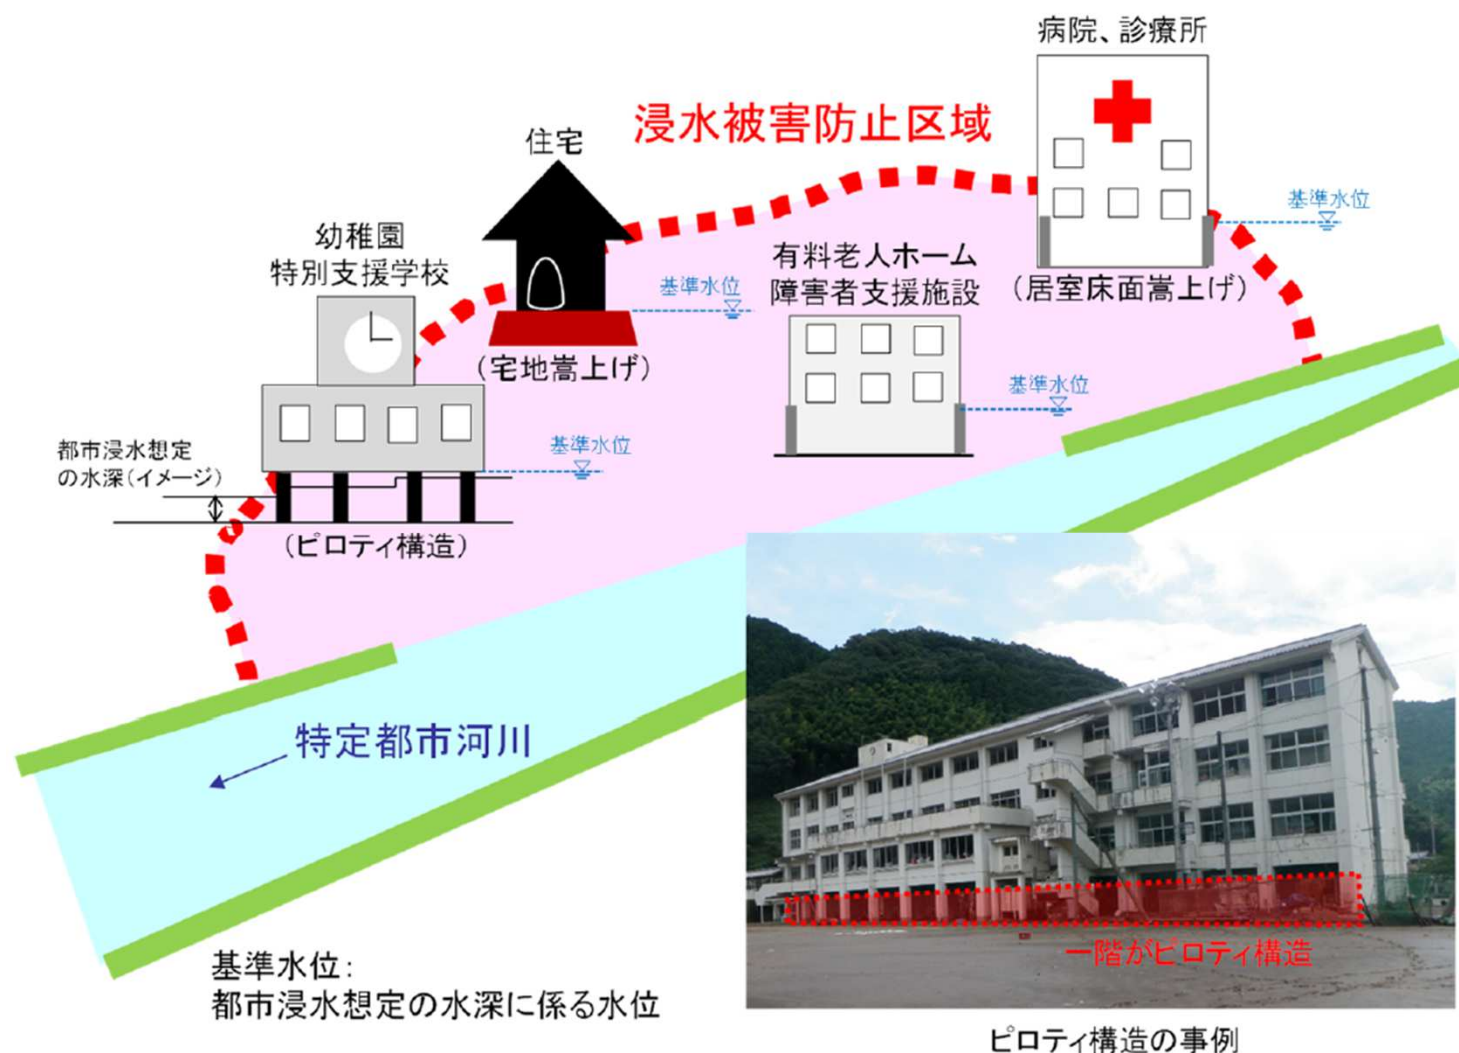 病院、診療所
浸水被害防止区域
住宅
基準水位
幼稚園
特別支援学校
有料老人ホーム
障害者支援施設
(居室床面嵩上げ)
基準水位
(宅地嵩上げ)
基準水位
都市浸水想定
の水深(イメージ)
基準水位
(ピロティ構造)
特定都市河川
一階がピロティ構造
基準水位:
都市浸水想定の水深に係る水位
ピロティ構造の事例